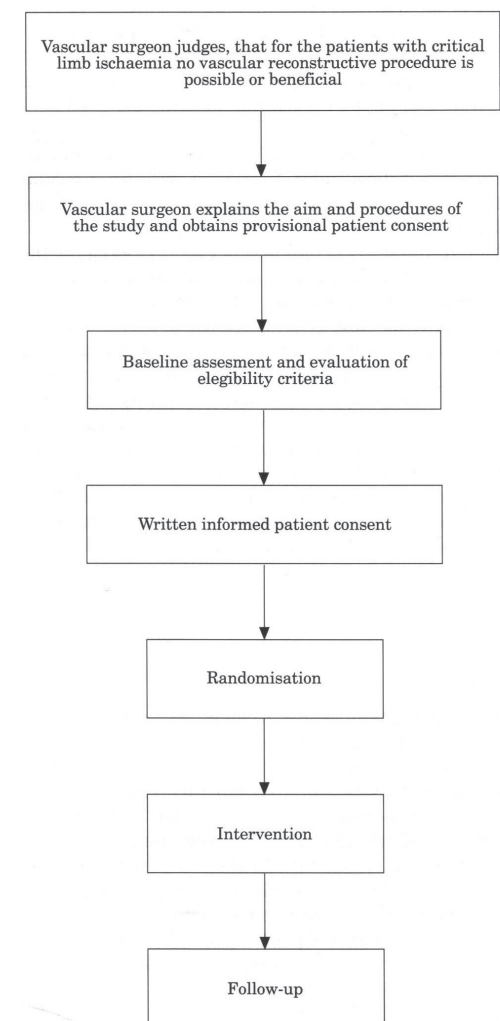 Vascular surgeon judges, that for the patients with critical
limb ischaemia no vascular reconstructive procedure is
possible or beneficial
Vascular surgeon explains the aim and procedures of
the study and obtains provisional patient consent
Baseline assesment and evaluation of
elegibility criteria
Written informed patient consent
Randomisation
Intervention
Follow-up